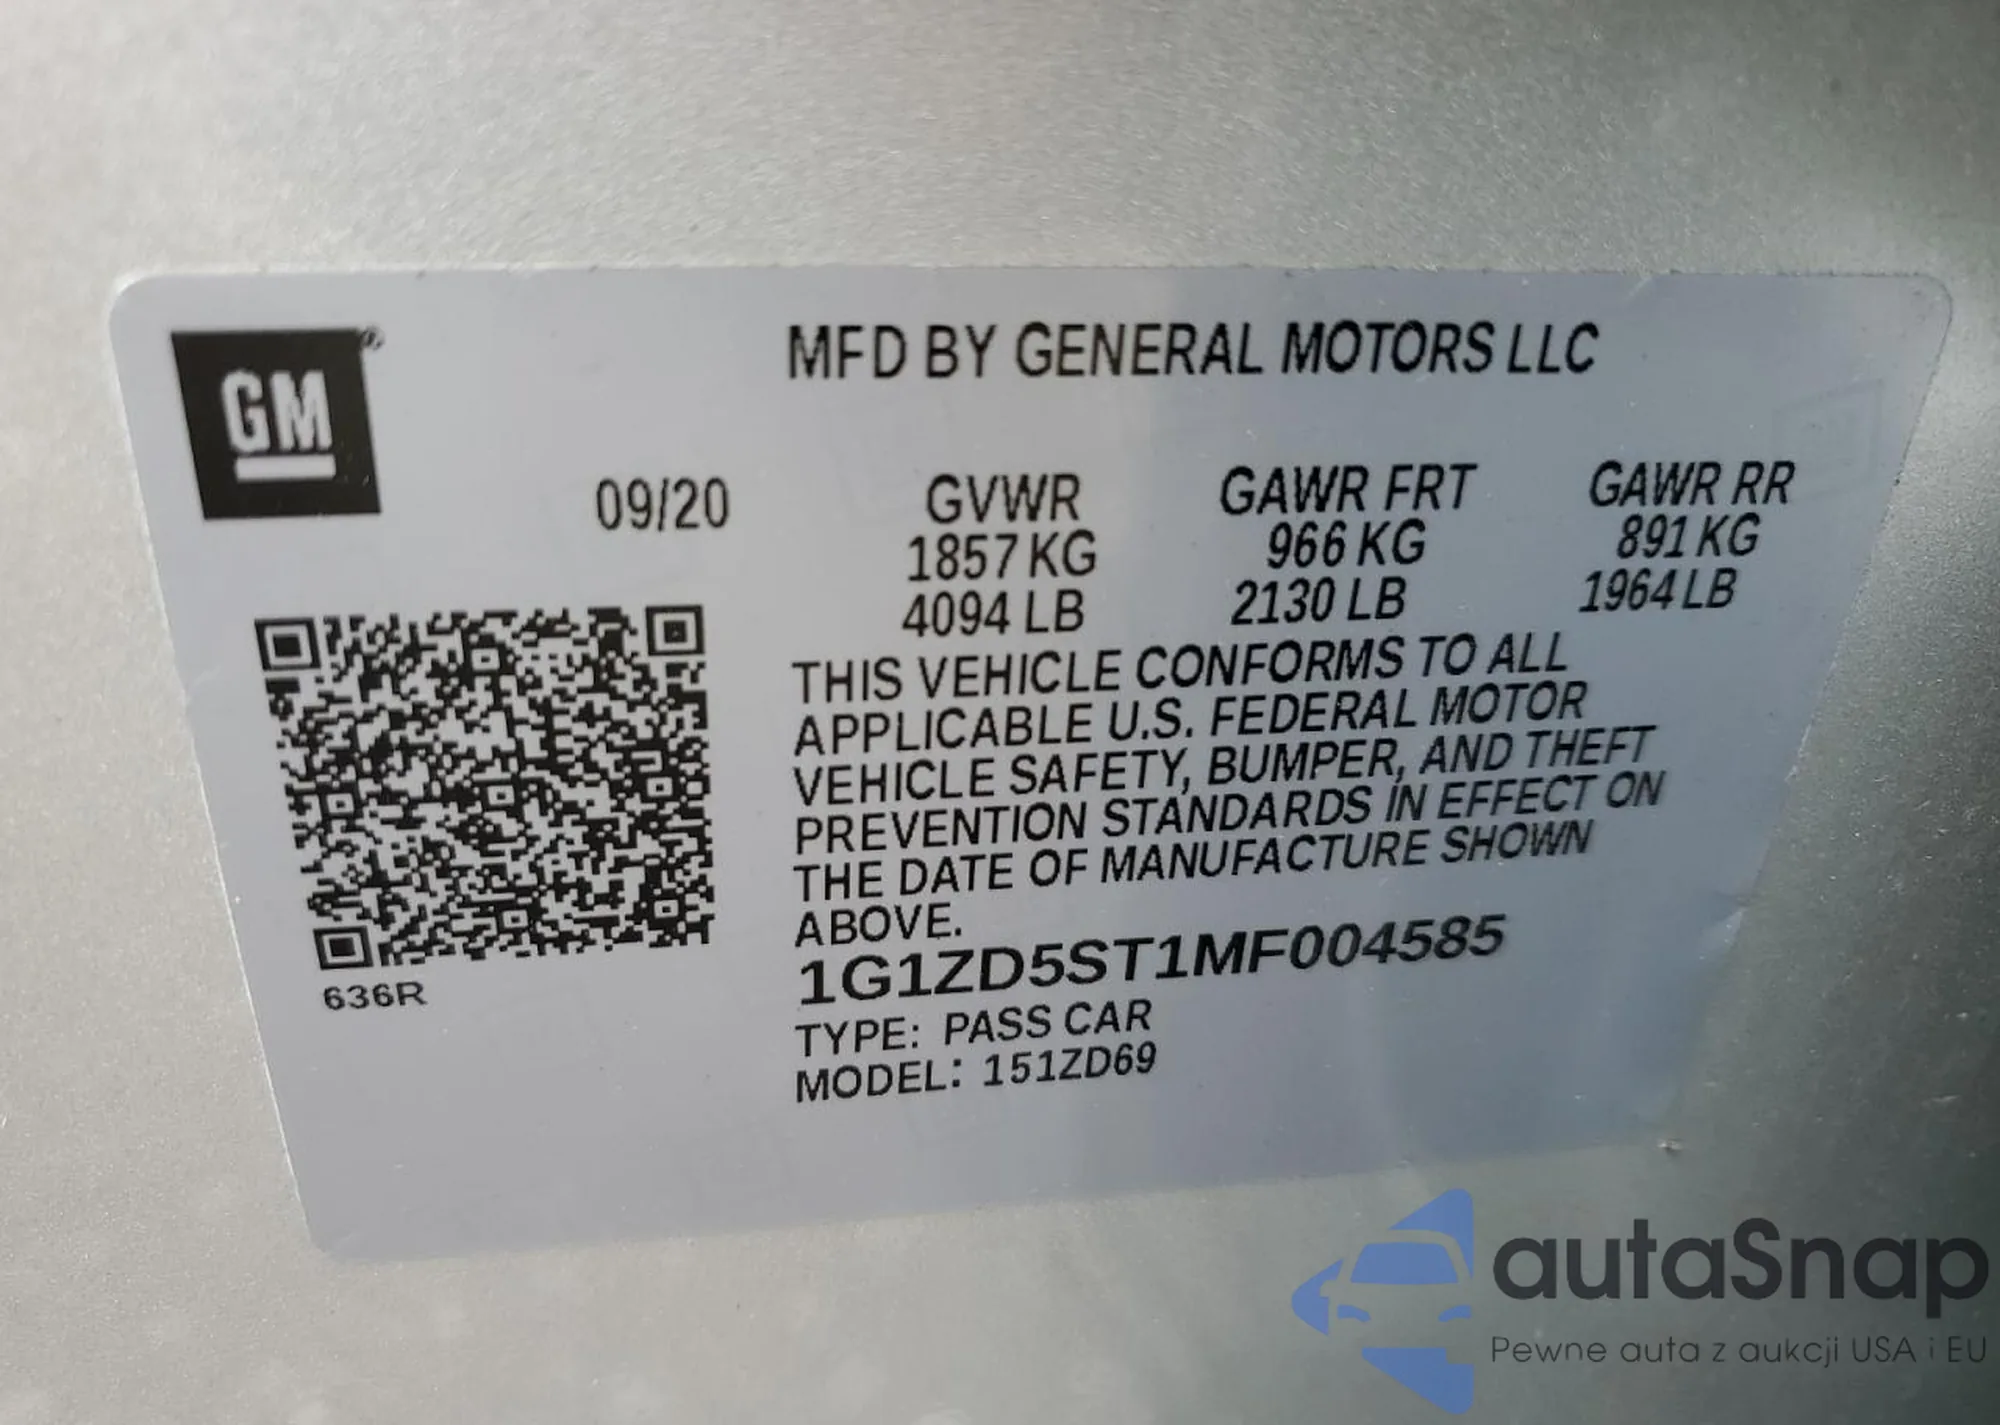 GM®
MFD BY GENERAL MOTORS LLC
09/20
GVWR GAWR FRT GAWR RR
1857 KG 966 KG 891 KG
4094 LB 2130 LB 1964 LB
THIS VEHICLE CONFORMS TO ALL
APPLICABLE U.S. FEDERAL MOTOR
VEHICLE SAFETY, BUMPER, AND THEFT
PREVENTION STANDARDS IN EFFECT ON
THE DATE OF MANUFACTURE SHOWN
ABOVE.
1G1ZD5ST1MF004585
TYPE: PASS CAR
MODEL: 151ZD69
636R
autaSnap
Pewne auta z aukcji USA i EU